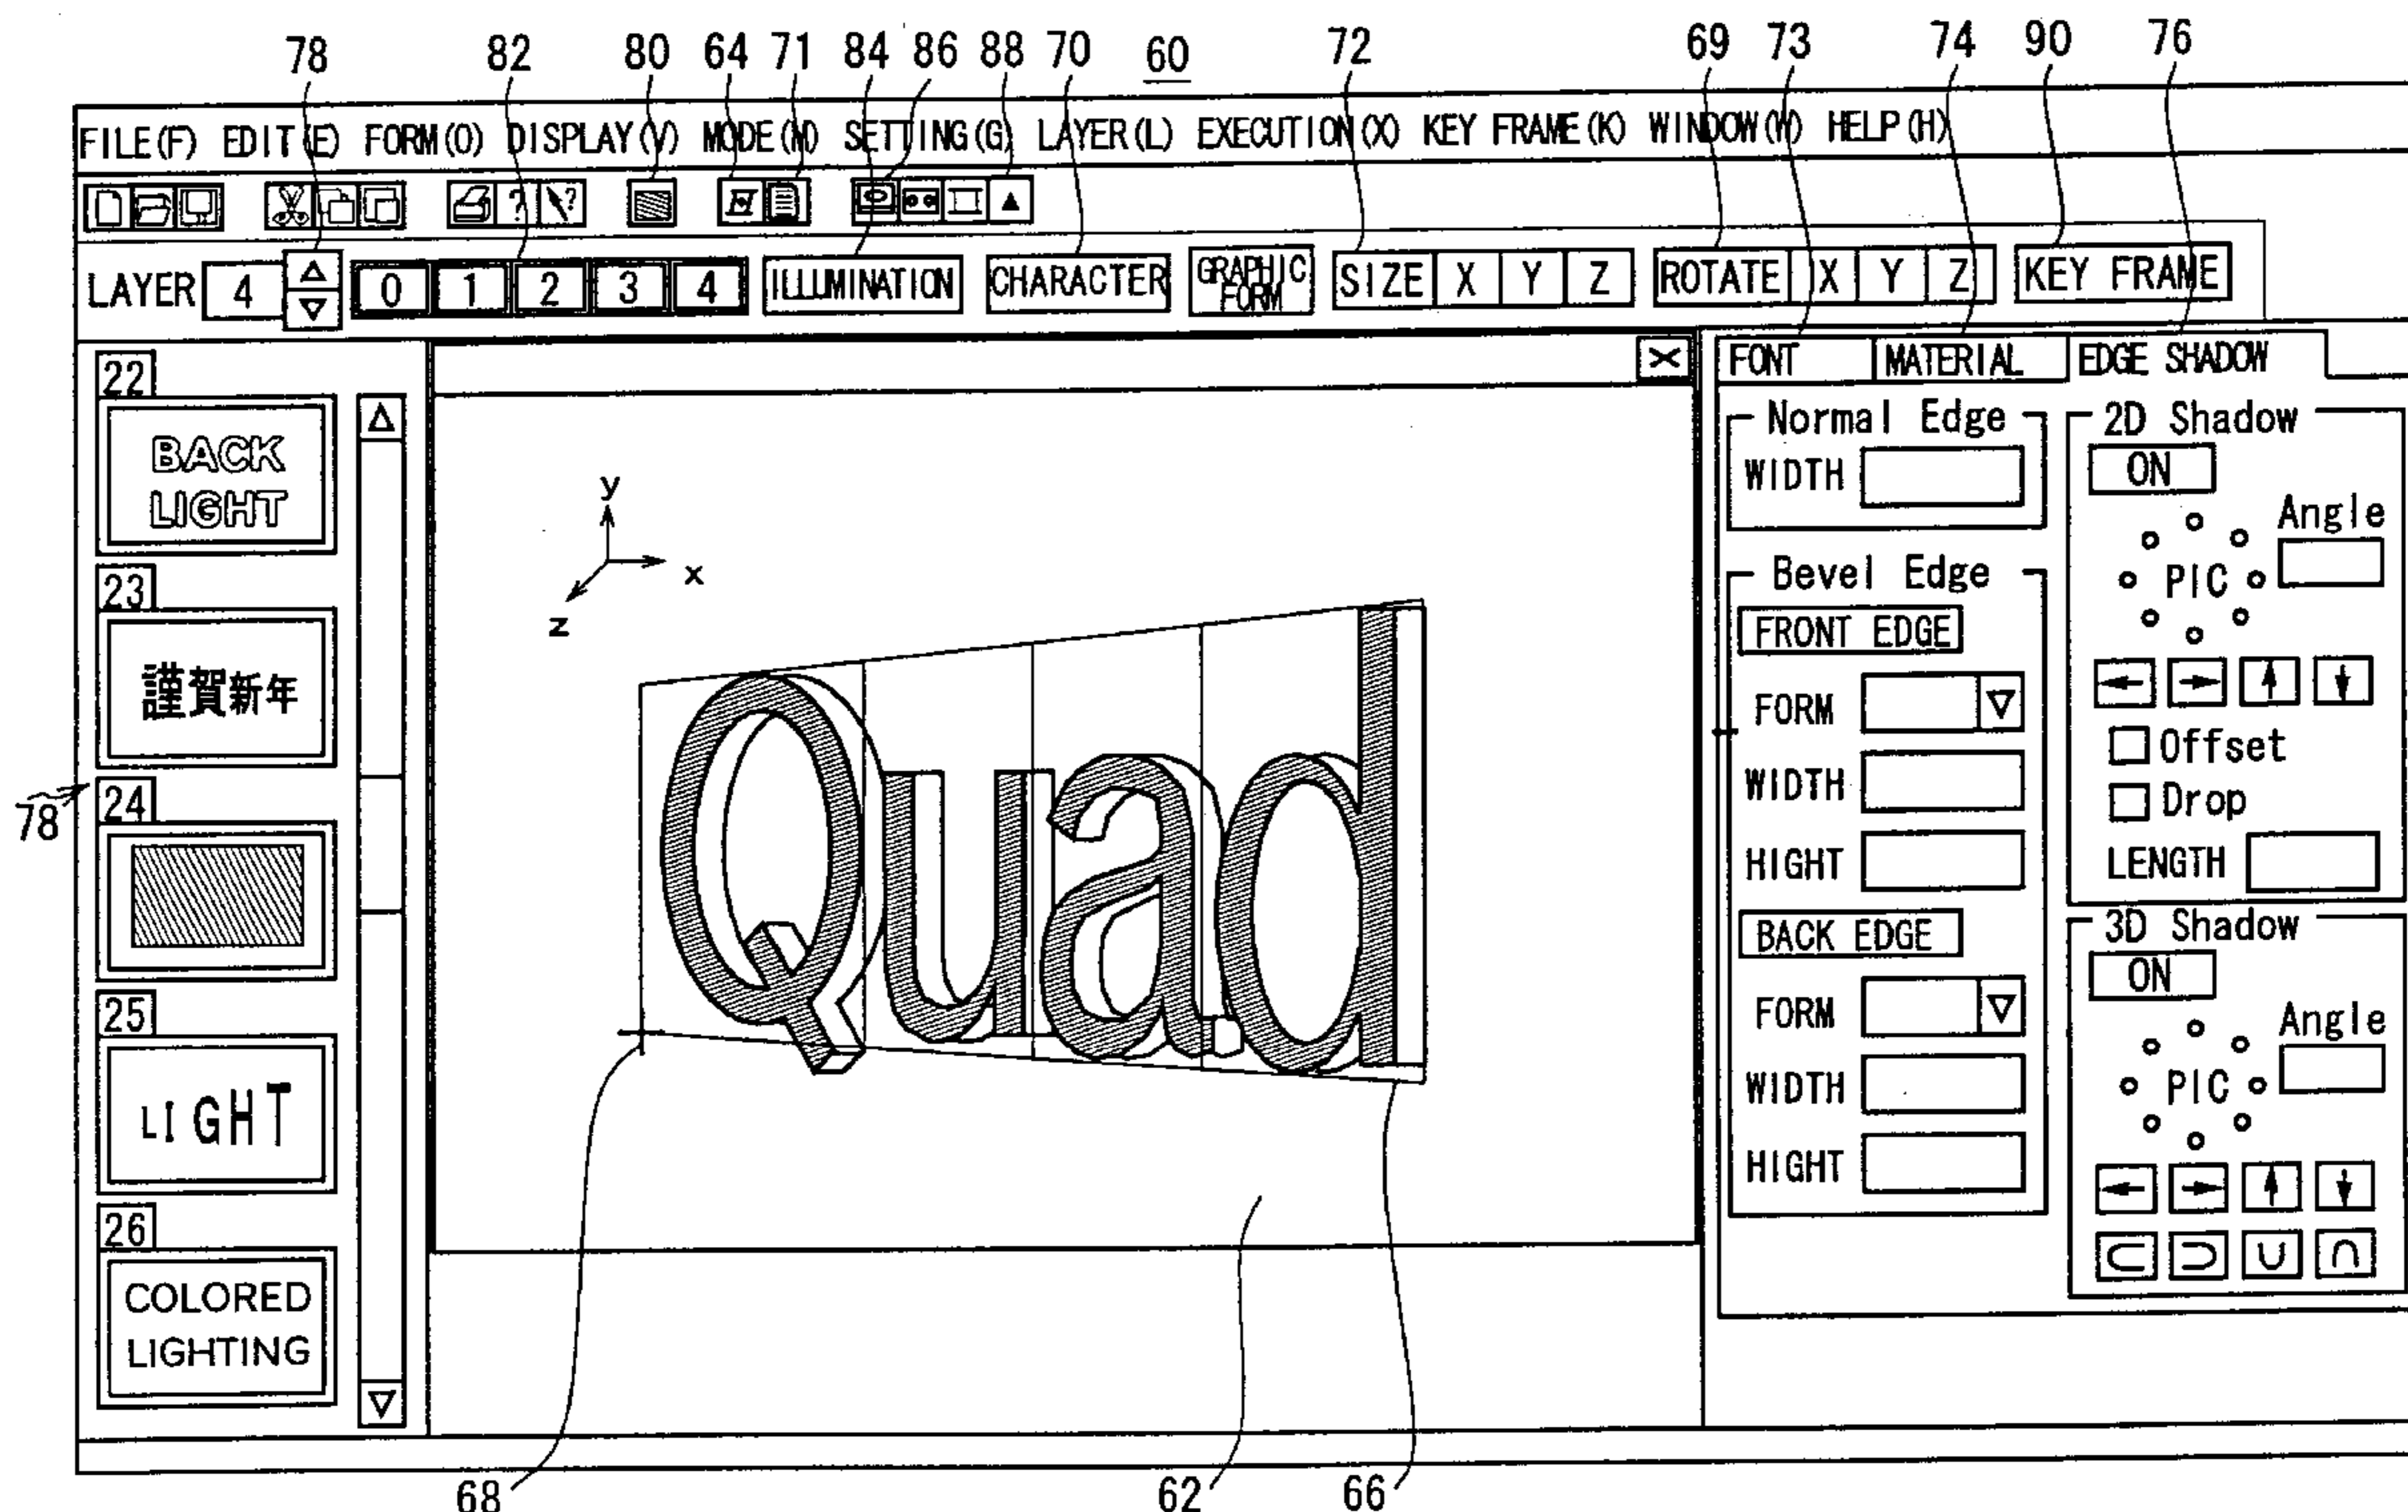 78 82 80 64 71 84 86 88 70 60 72 69 73 74 90 76
FILE(F) EDIT(E) FORM(O) DISPLAY(V) MODE(M) SETTING(G) LAYER(L) EXECUTION(X) KEY FRAME(K) WINDOW(W) HELP(H)
? ?
LAYER 4 0 1 2 3 4 ILLUMINATION CHARACTER GRAPHIC FORM SIZE X Y Z ROTATE X Y Z KEY FRAME
22
BACK
LIGHT
23
謹賀新年
24
78
25
LIGHT
26
COLORED
LIGHTING
y
x
z
Quad
68
62
66
FONT MATERIAL EDGE SHADOW
Normal Edge
WIDTH
Bevel Edge
FRONT EDGE
FORM
WIDTH
HIGHT
BACK EDGE
FORM
WIDTH
HIGHT
2D Shadow
ON
Angle
PIC
Offset
Drop
LENGTH
3D Shadow
ON
Angle
PIC